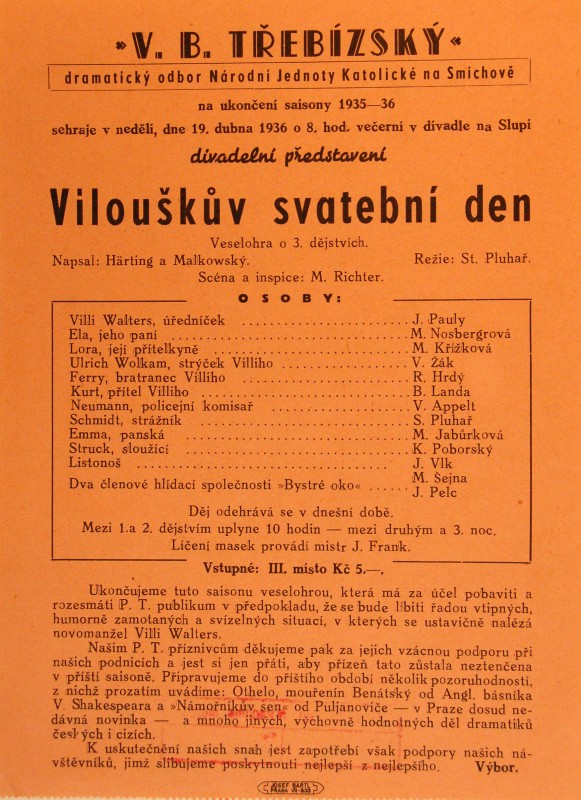 »V. B. TŘEBÍZSKÝ«
dramatický odbor Národní Jednoty Katolické na Smíchově
na ukončení saisony 1935—36
sehraje v neděli, dne 19. dubna 1936 o 8. hod. večerní v divadle na Slupi
divadelní představení
Vilouškův svatební den
Veselohra o 3. dějstvích.
Napsal: Härting a Malkowský. Režie: St. Pluhař.
Scéna a inspice: M. Richter.
OSOBY:
Villi Walters, úředníček . . . . . . . . . . . . . . . . . . . . J. Pauly
Ela, jeho paní . . . . . . . . . . . . . . . . . . . . . . . . . . . . . M. Nosbergrová
Lora, její přítelkyně . . . . . . . . . . . . . . . . . . . . . . . . M. Křížková
Ulrich Wolkam, strýček Villiho . . . . . . . . . . . . . . V. Žák
Ferry, bratranec Villiho . . . . . . . . . . . . . . . . . . . . R. Hrdý
Kurt, přítel Villiho . . . . . . . . . . . . . . . . . . . . . . . . B. Landa
Neumann, policejní komisař . . . . . . . . . . . . . . . . V. Appelt
Schmidt, strážník . . . . . . . . . . . . . . . . . . . . . . . . . S. Pluhař
Emma, panská . . . . . . . . . . . . . . . . . . . . . . . . . . . M. Jabůrková
Struck, sloužící . . . . . . . . . . . . . . . . . . . . . . . . . . K. Poborský
Listonoš . . . . . . . . . . . . . . . . . . . . . . . . . . . . . . . J. Vlk
Dva členové hlídací společnosti »Bystré oko« . . . . M. Šejna
J. Pelc
Děj odehrává se v dnešní době.
Mezi 1. a 2. dějstvím uplyne 10 hodin — mezi druhým a 3. noc.
Líčení masek provádí mistr J. Frank.
Vstupné: III. místo Kč 5.—.
Ukončujeme tuto saisonu veselohrou, která má za účel pobaviti a
rozesmáti P. T. publikum v předpokladu, že se bude líbiti řadou vtipných,
humorně zamotaných a svízelných situací, v kterých se ustavičně nalézá
novomanžel Villi Walters.
Našim P. T. příznivcům děkujeme pak za jejich vzácnou podporu při
našich podnicích a jest si jen přáti, aby přízeň tato zůstala neztenčena
v příští saisoně. Připravujeme do příštího období několik pozoruhodností,
z nichž prozatím uvádíme: Othelo, mouřenín Benátský od Angl. básníka
V. Shakespeara a »Námořníkův sen« od Puljanoviče — v Praze dosud ne-
dávná novinka — a mnoho jiných, výchovně hodnotných děl dramatiků
českých i cizích.
K uskutečnění našich snah jest zapotřebí však podpory našich ná-
vštěvníků, jimž slibujeme poskytnouti nejlepší z nejlepšího. Výbor.
JOSEF BARTL